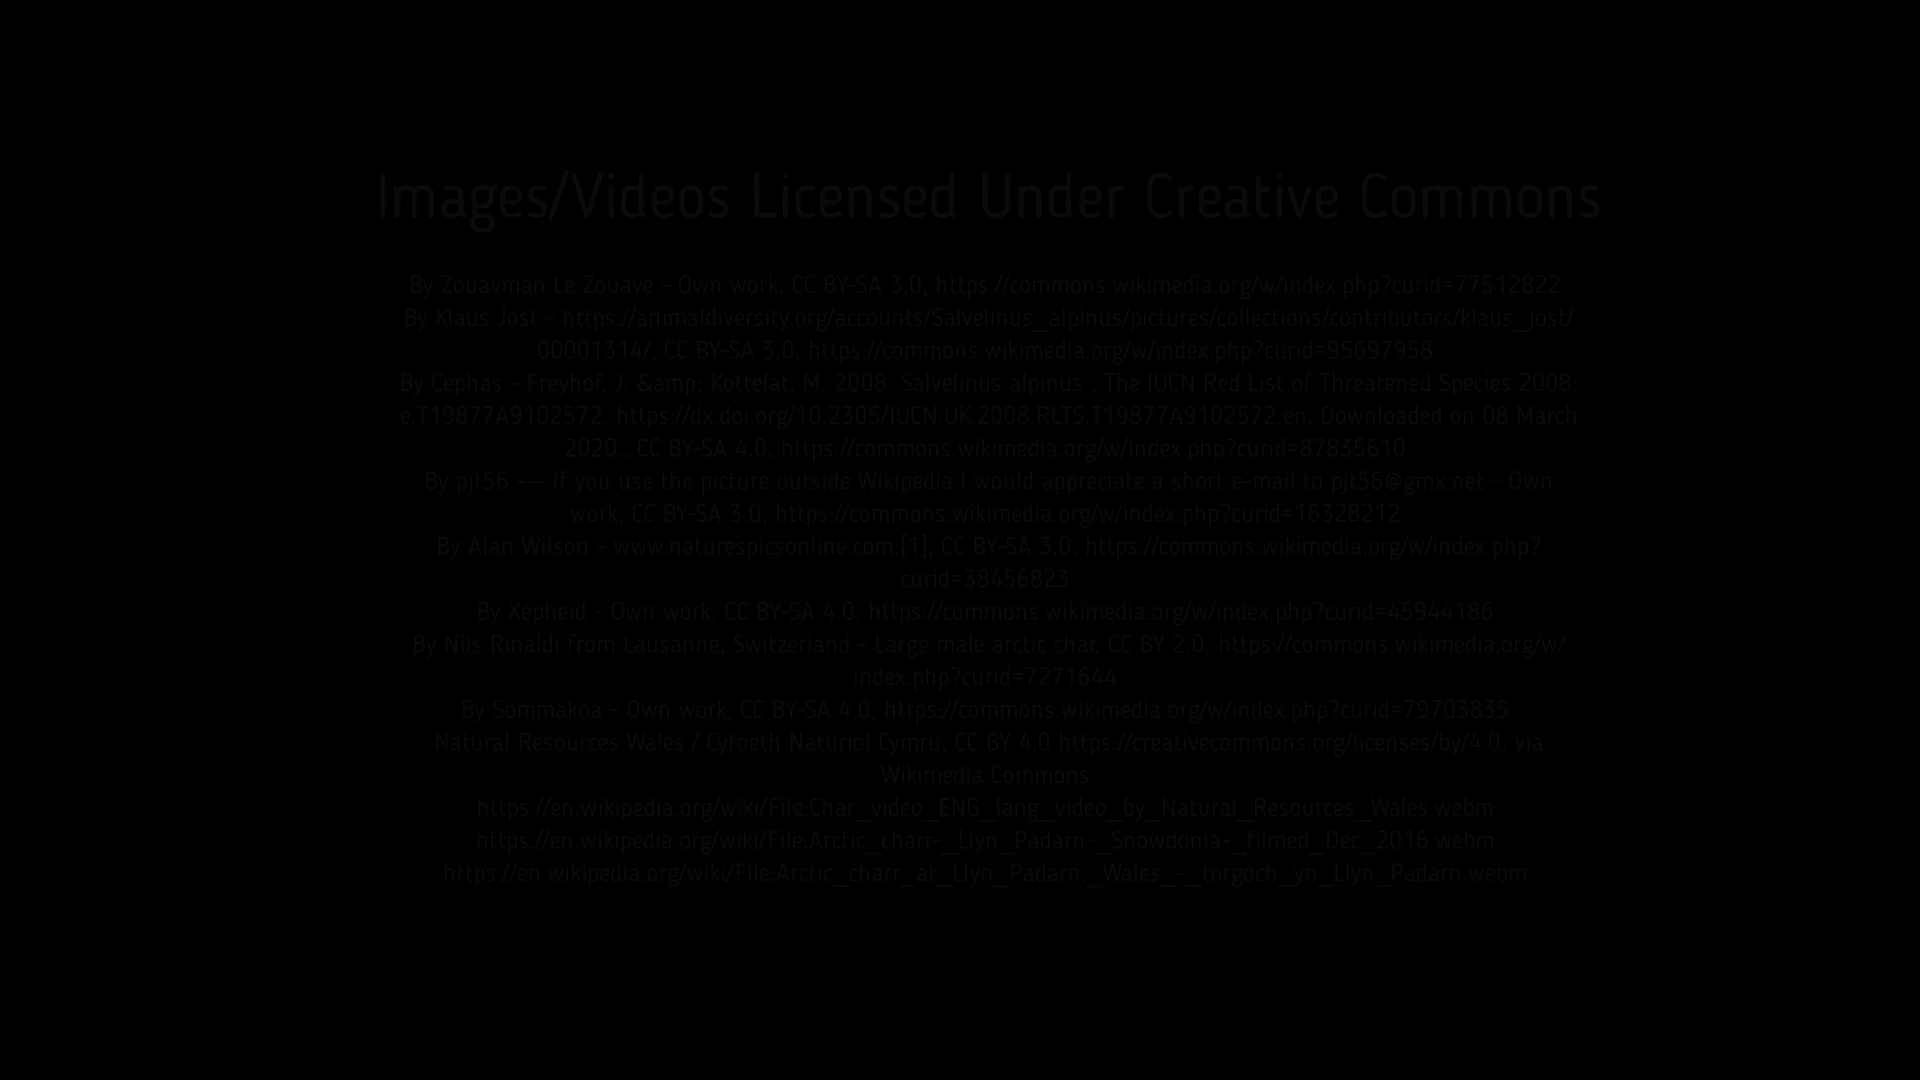 Images/Videos Licensed Under Creative Commons
By Zouavman Le Zouave - Own work, CC BY-SA 3.0, https://commons.wikimedia.org/w/index.php?curid=77512822
By Klaus Jost - https://animaldiversity.org/accounts/Salvelinus_alpinus/pictures/collections/contributors/klaus_jost/
00001314/, CC BY-SA 3.0, https://commons.wikimedia.org/w/index.php?curid=95697958
By Cephas - Freyhof, J. &amp; Kottelat, M. 2008. Salvelinus alpinus . The IUCN Red List of Threatened Species 2008:
e.T19877A9102572. https://dx.doi.org/10.2305/IUCN.UK.2008.RLTS.T19877A9102572.en. Downloaded on 08 March
2020., CC BY-SA 4.0, https://commons.wikimedia.org/w/index.php?curid=87835610
By pjt56 --- If you use the picture outside Wikipedia I would appreciate a short e-mail to pjt56@gmx.net - Own
work, CC BY-SA 3.0, https://commons.wikimedia.org/w/index.php?curid=16328212
By Alan Wilson - www.naturespicsonline.com:[1], CC BY-SA 3.0, https://commons.wikimedia.org/w/index.php?
curid=38456823
By Xepheid - Own work, CC BY-SA 4.0, https://commons.wikimedia.org/w/index.php?curid=45944186
By Nils Rinaldi from Lausanne, Switzerland - Large male arctic char, CC BY 2.0, https://commons.wikimedia.org/w/
index.php?curid=7271644
By Sommakoa - Own work, CC BY-SA 4.0, https://commons.wikimedia.org/w/index.php?curid=79703835
Natural Resources Wales / Cyfoeth Naturiol Cymru, CC BY 4.0 https://creativecommons.org/licenses/by/4.0, via
Wikimedia Commons
https://en.wikipedia.org/wiki/File:Char_video_ENG_lang_video_by_Natural_Resources_Wales.webm
https://en.wikipedia.org/wiki/File:Arctic_charr-_Llyn_Padarn-_Snowdonia-_filmed_Dec_2016.webm
https://en.wikipedia.org/wiki/File:Arctic_charr_at_Llyn_Padarn,_Wales_-_torgoch_yn_Llyn_Padarn.webm